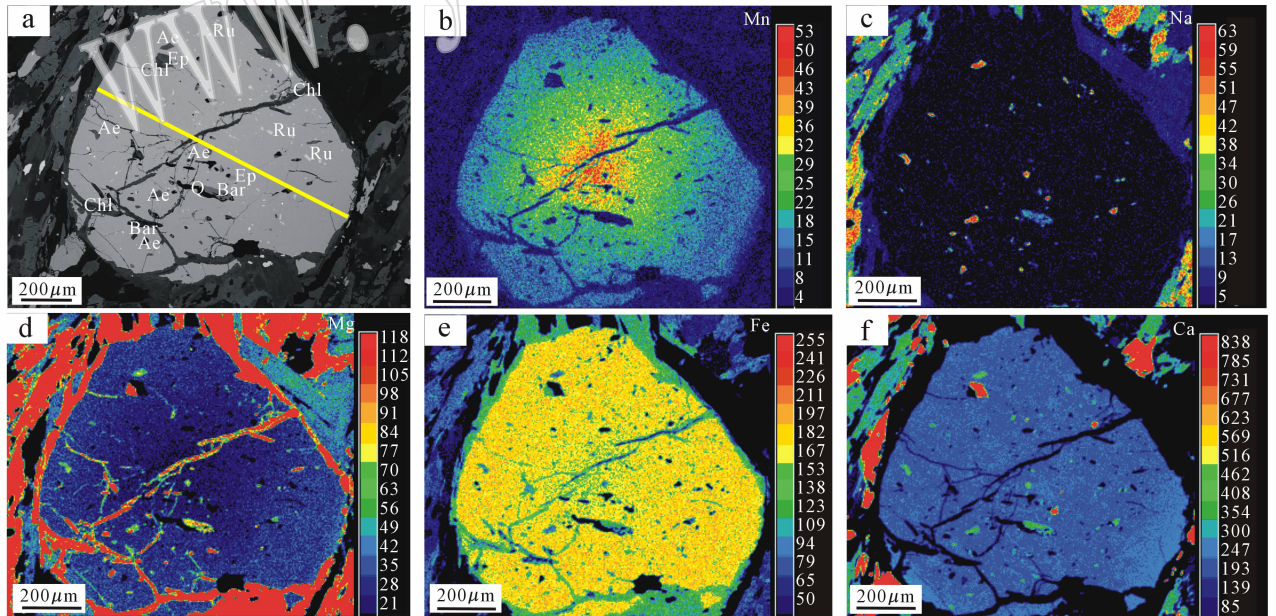 a
WWW.
Ae
Ru
Ep
Chl
Chl
Ae
Ru
Ae
Ru
Ep
Ae
Q
Bar
Chl
Bar
Ae
200μm
b
Mn
53
50
46
43
39
36
32
29
25
22
18
15
11
8
4
200μm
c
Na
63
59
55
51
47
42
38
34
30
26
21
17
13
9
5
200μm
d
Mg
118
112
105
98
91
84
77
70
63
56
49
42
35
28
21
200μm
e
Fe
255
241
226
211
197
182
167
153
138
123
109
94
79
65
50
200μm
f
Ca
838
785
731
677
623
569
516
462
408
354
300
247
193
139
85
200μm